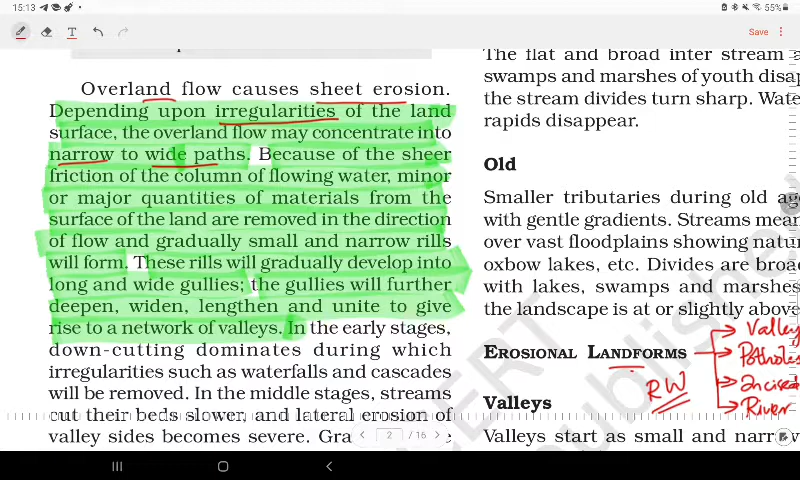 15:13
55%
Save
T
Overland flow causes sheet erosion.
Depending upon irregularities of the land
surface, the overland flow may concentrate into
narrow to wide paths. Because of the sheer
friction of the column of flowing water, minor
or major quantities of materials from the
surface of the land are removed in the direction
of flow and gradually small and narrow rills
will form. These rills will gradually develop into
long and wide gullies; the gullies will further
deepen, widen, lengthen and unite to give
rise to a network of valleys. In the early stages,
down-cutting dominates during which
irregularities such as waterfalls and cascades
will be removed. In the middle stages, streams
cut their beds slower, and lateral erosion of
valley sides becomes severe. Gra
2 / 16
The flat and broad inter stream a
swamps and marshes of youth disap
the stream divides turn sharp. Wate
rapids disappear.
Old
Smaller tributaries during old age
with gentle gradients. Streams mean
over vast floodplains showing natur
oxbow lakes, etc. Divides are broad
with lakes, swamps and marshes
the landscape is at or slightly above
EROSIONAL LANDFORMS
Valley
Potholes
Incised
River
RW
Valleys
Valleys start as small and narrow